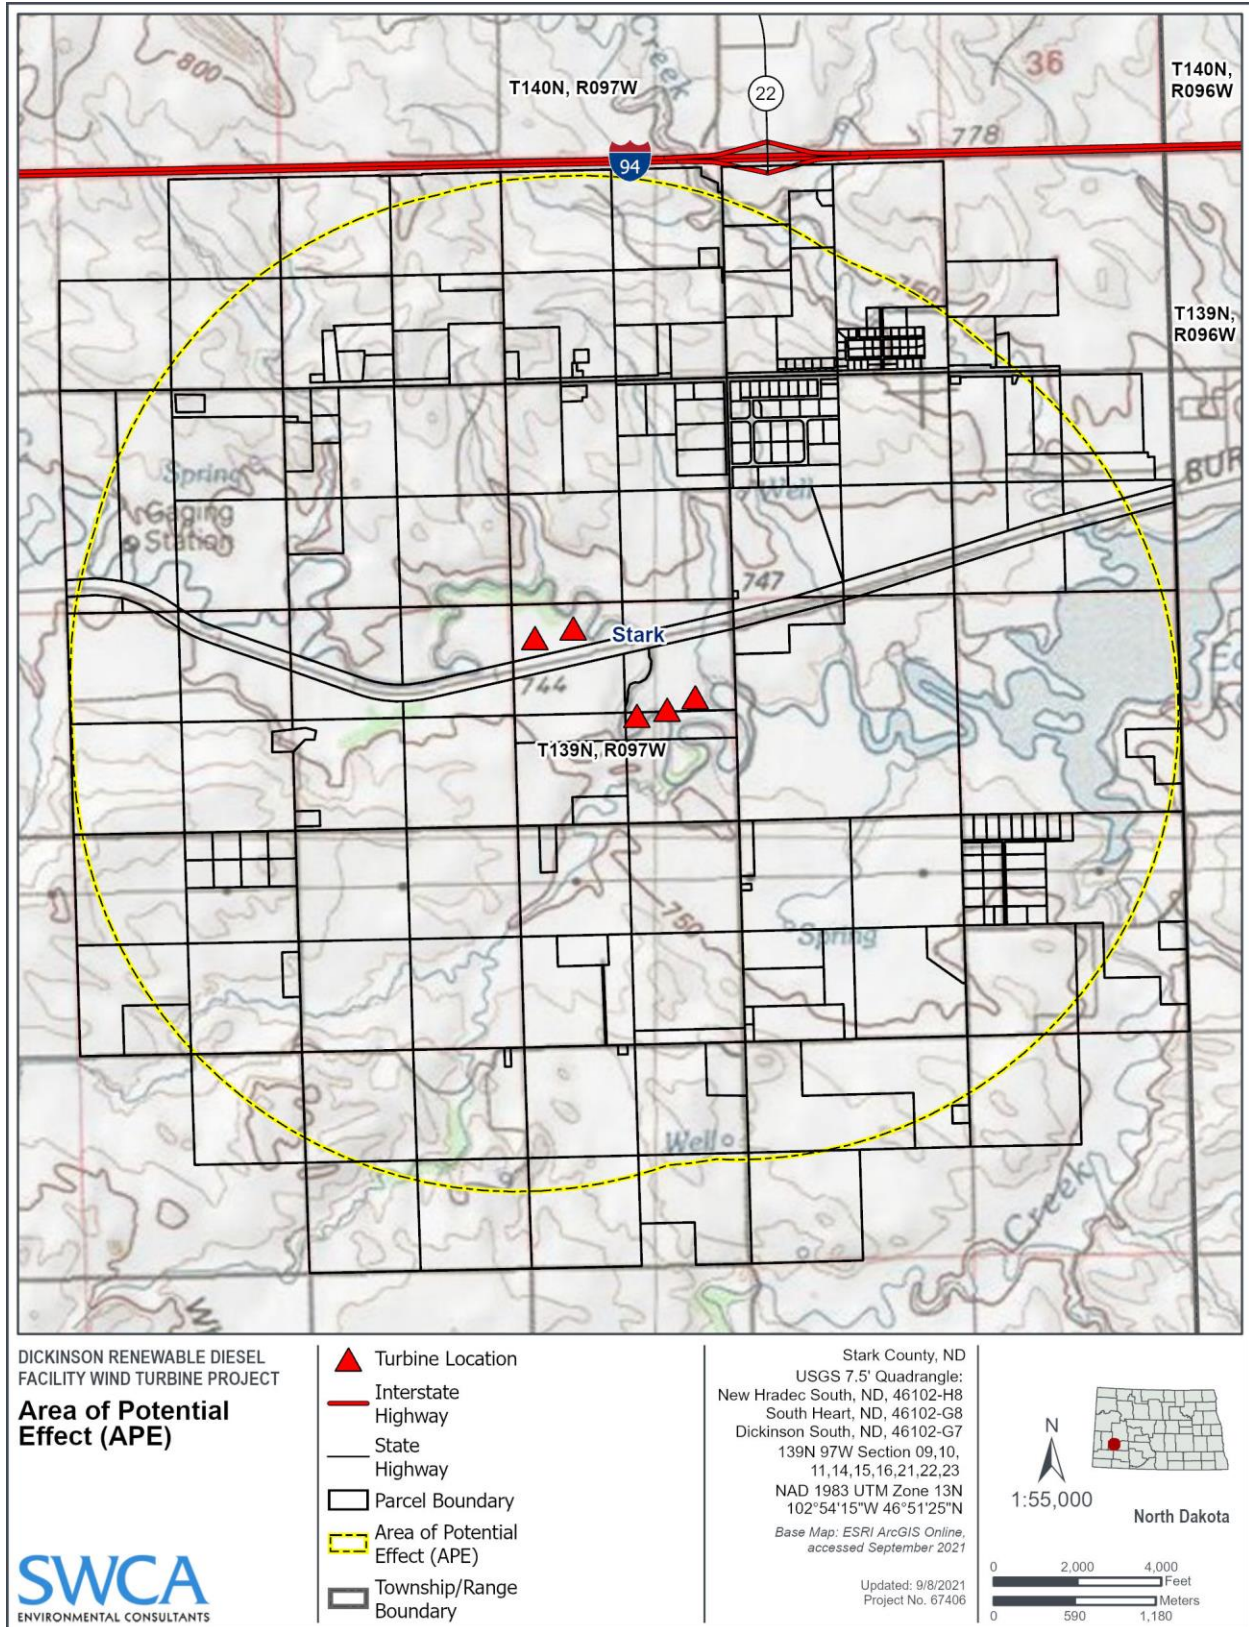 Creek
36
T140N, R097W
T140N,
R096W
800
22
778
94
760
T139N,
R096W
BUR
Spring
Gaging
Station
Well
747
Stark
744
T139N, R097W
750
Spring
Well
Creek
DICKINSON RENEWABLE DIESEL
FACILITY WIND TURBINE PROJECT
Area of Potential
Effect (APE)
SWCA
ENVIRONMENTAL CONSULTANTS
Turbine Location
Interstate
Highway
State
Highway
Parcel Boundary
Area of Potential
Effect (APE)
Township/Range
Boundary
Stark County, ND
USGS 7.5' Quadrangle:
New Hradec South, ND, 46102-H8
South Heart, ND, 46102-G8
Dickinson South, ND, 46102-G7
139N 97W Section 09,10,
11,14,15,16,21,22,23
NAD 1983 UTM Zone 13N
102°54'15"W 46°51'25"N
Base Map: ESRI ArcGIS Online,
accessed September 2021
Updated: 9/8/2021
Project No. 67406
N
1:55,000
North Dakota
0 2,000 4,000
Feet
Meters
0 590 1,180